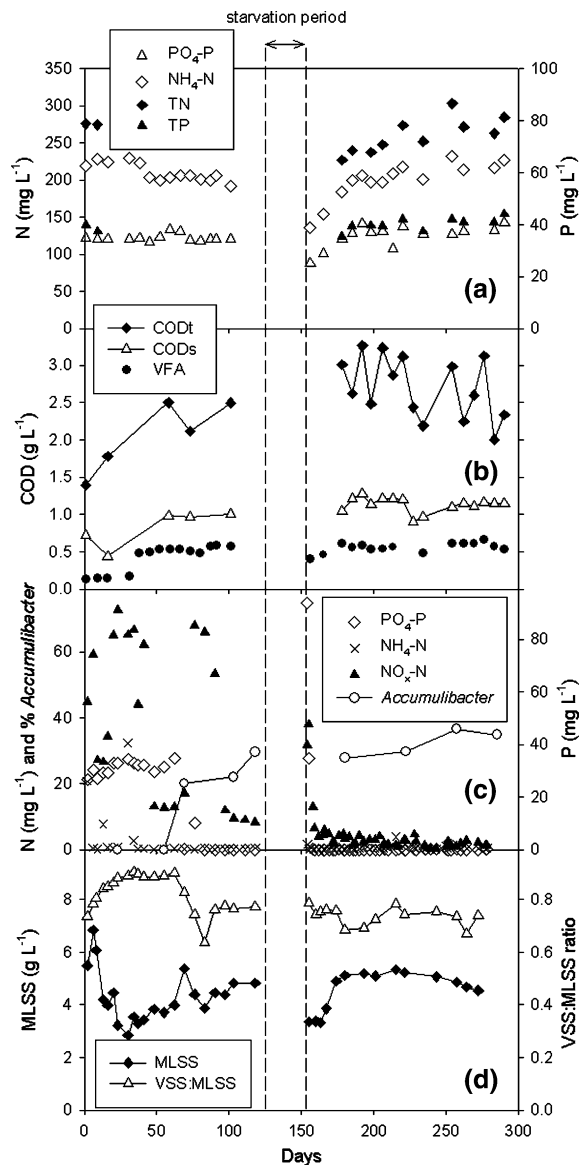 starvation period
350
300
250
200
150
100
50
0
N (mg L⁻¹)
PO₄-P
NH₄-N
TN
TP
100
80
60
40
20
0
P (mg L⁻¹)
(a)
CODt
CODs
VFA
3.0
2.5
2.0
1.5
1.0
0.5
0.0
COD (g L⁻¹)
(b)
60
40
20
0
N (mg L⁻¹) and % Accumulibacter
PO₄-P
NH₄-N
NOₓ-N
Accumulibacter
80
60
40
20
0
P (mg L⁻¹)
(c)
8
6
4
2
0
MLSS (g L⁻¹)
MLSS
VSS:MLSS
0.8
0.6
0.4
0.2
0.0
VSS:MLSS ratio
(d)
0 50 100 150 200 250 300
Days